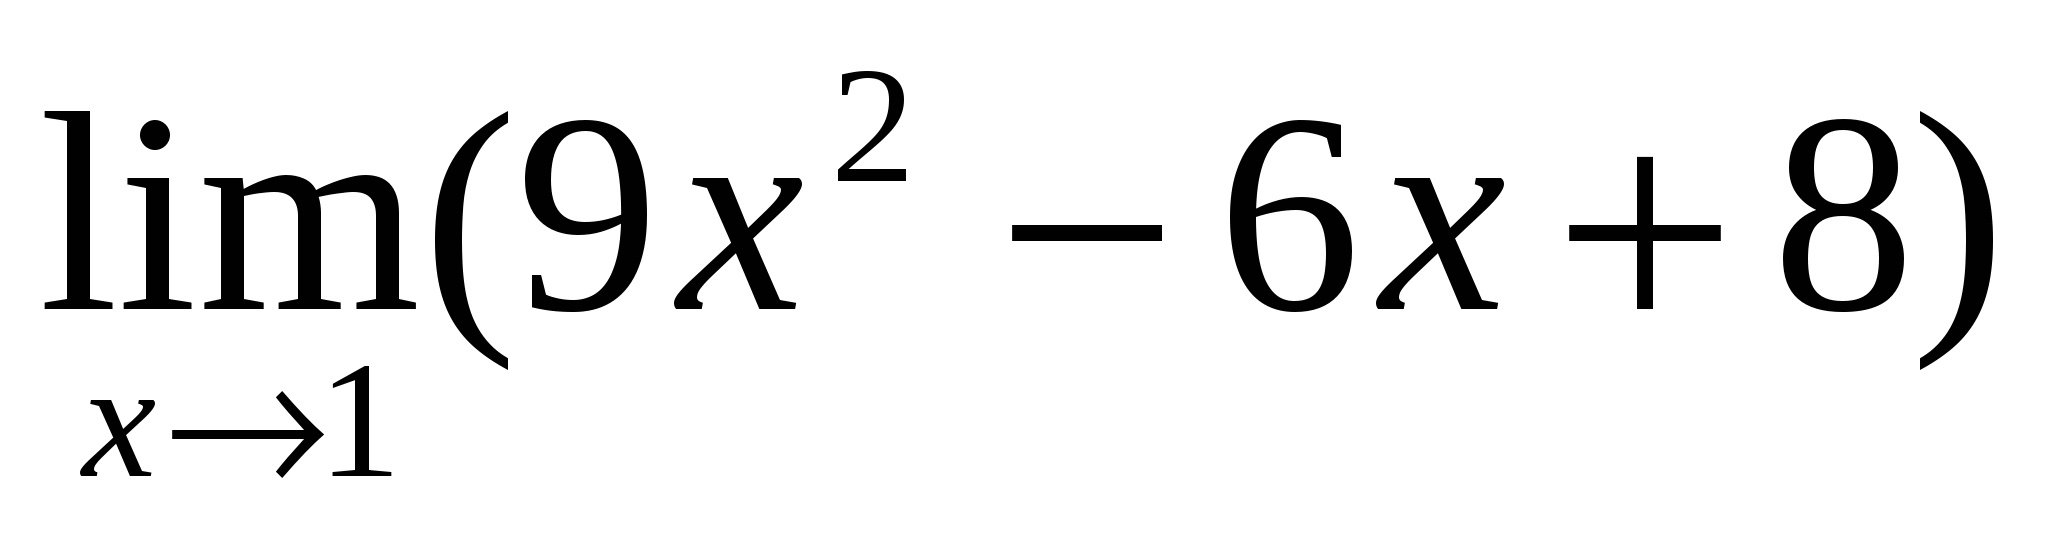 lim(9x² − 6x + 8)
x→1